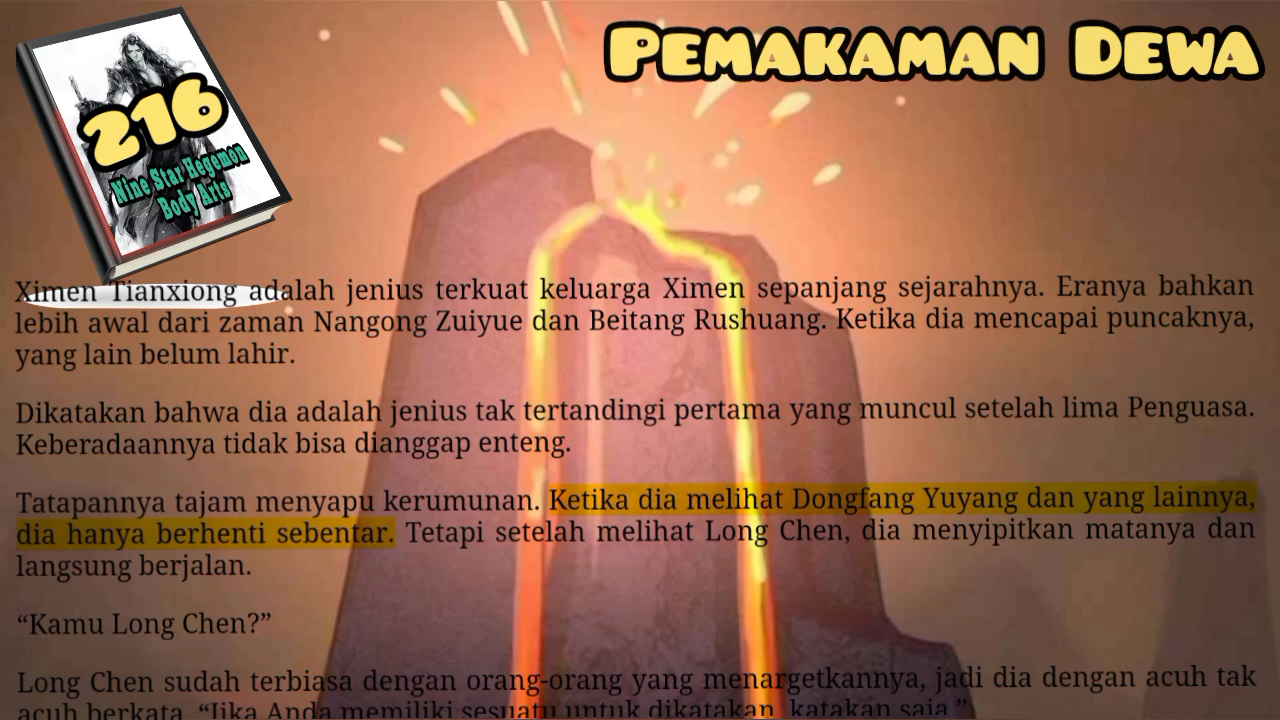 Pemakaman Dewa
216
Nine Star Hegemon
Body Arts
Ximen Tianxiong adalah jenius terkuat keluarga Ximen sepanjang sejarahnya. Eranya bahkan
lebih awal dari zaman Nangong Zuiyue dan Beitang Rushuang. Ketika dia mencapai puncaknya,
yang lain belum lahir.
Dikatakan bahwa dia adalah jenius tak tertandingi pertama yang muncul setelah lima Penguasa.
Keberadaannya tidak bisa dianggap enteng.
Tatapannya tajam menyapu kerumunan. Ketika dia melihat Dongfang Yuyang dan yang lainnya,
dia hanya berhenti sebentar. Tetapi setelah melihat Long Chen, dia menyipitkan matanya dan
langsung berjalan.
“Kamu Long Chen?”
Long Chen sudah terbiasa dengan orang-orang yang menargetkannya, jadi dia dengan acuh tak
acuh berkata, “Jika Anda memiliki sesuatu untuk dikatakan, katakan saja.”